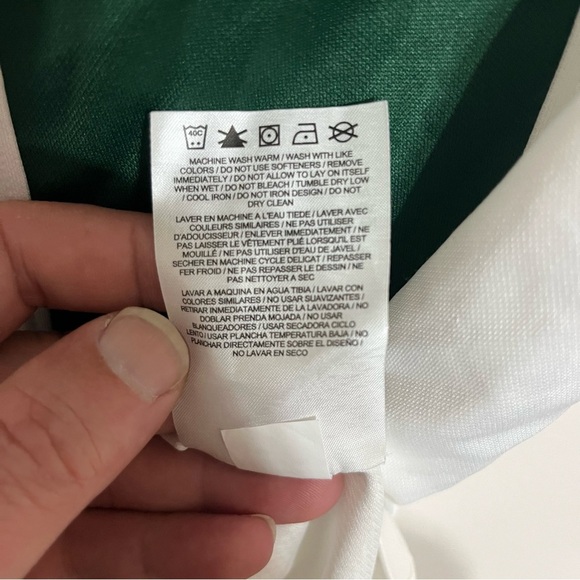 40C
MACHINE WASH WARM / WASH WITH LIKE
COLORS / DO NOT USE SOFTENERS / REMOVE
IMMEDIATELY / DO NOT ALLOW TO LAY ON ITSELF
WHEN WET / DO NOT BLEACH / TUMBLE DRY LOW
/ COOL IRON / DO NOT IRON DESIGN / DO NOT
DRY CLEAN
LAVER EN MACHINE A L'EAU TIEDE / LAVER AVEC
COULEURS SIMILAIRES / NE PAS UTILISER
D'ADOUCISSEUR / ENLEVER IMMEDIATEMENT / NE
PAS LAISSER LE VÊTEMENT PLIÉ LORSQU'IL EST
MOUILLÉ / NE PAS UTILISER D'EAU DE JAVEL /
SECHER EN MACHINE CYCLE DELICAT / REPASSER
FER FROID / NE PAS REPASSER LE DESSIN / NE
PAS NETTOYER A SEC
LAVAR A MAQUINA EN AGUA TIBIA / LAVAR CON
COLORES SIMILARES / NO USAR SUAVIZANTES /
RETIRAR INMEDIATAMENTE DE LA LAVADORA / NO
DOBLAR PRENDA MOJADA / NO USAR
BLANQUEADORES / USAR SECADORA CICLO
LENTO / USAR PLANCHA TEMPERATURA BAJA / NO
PLANCHAR DIRECTAMENTE SOBRE EL DISEÑO /
NO LAVAR EN SECO